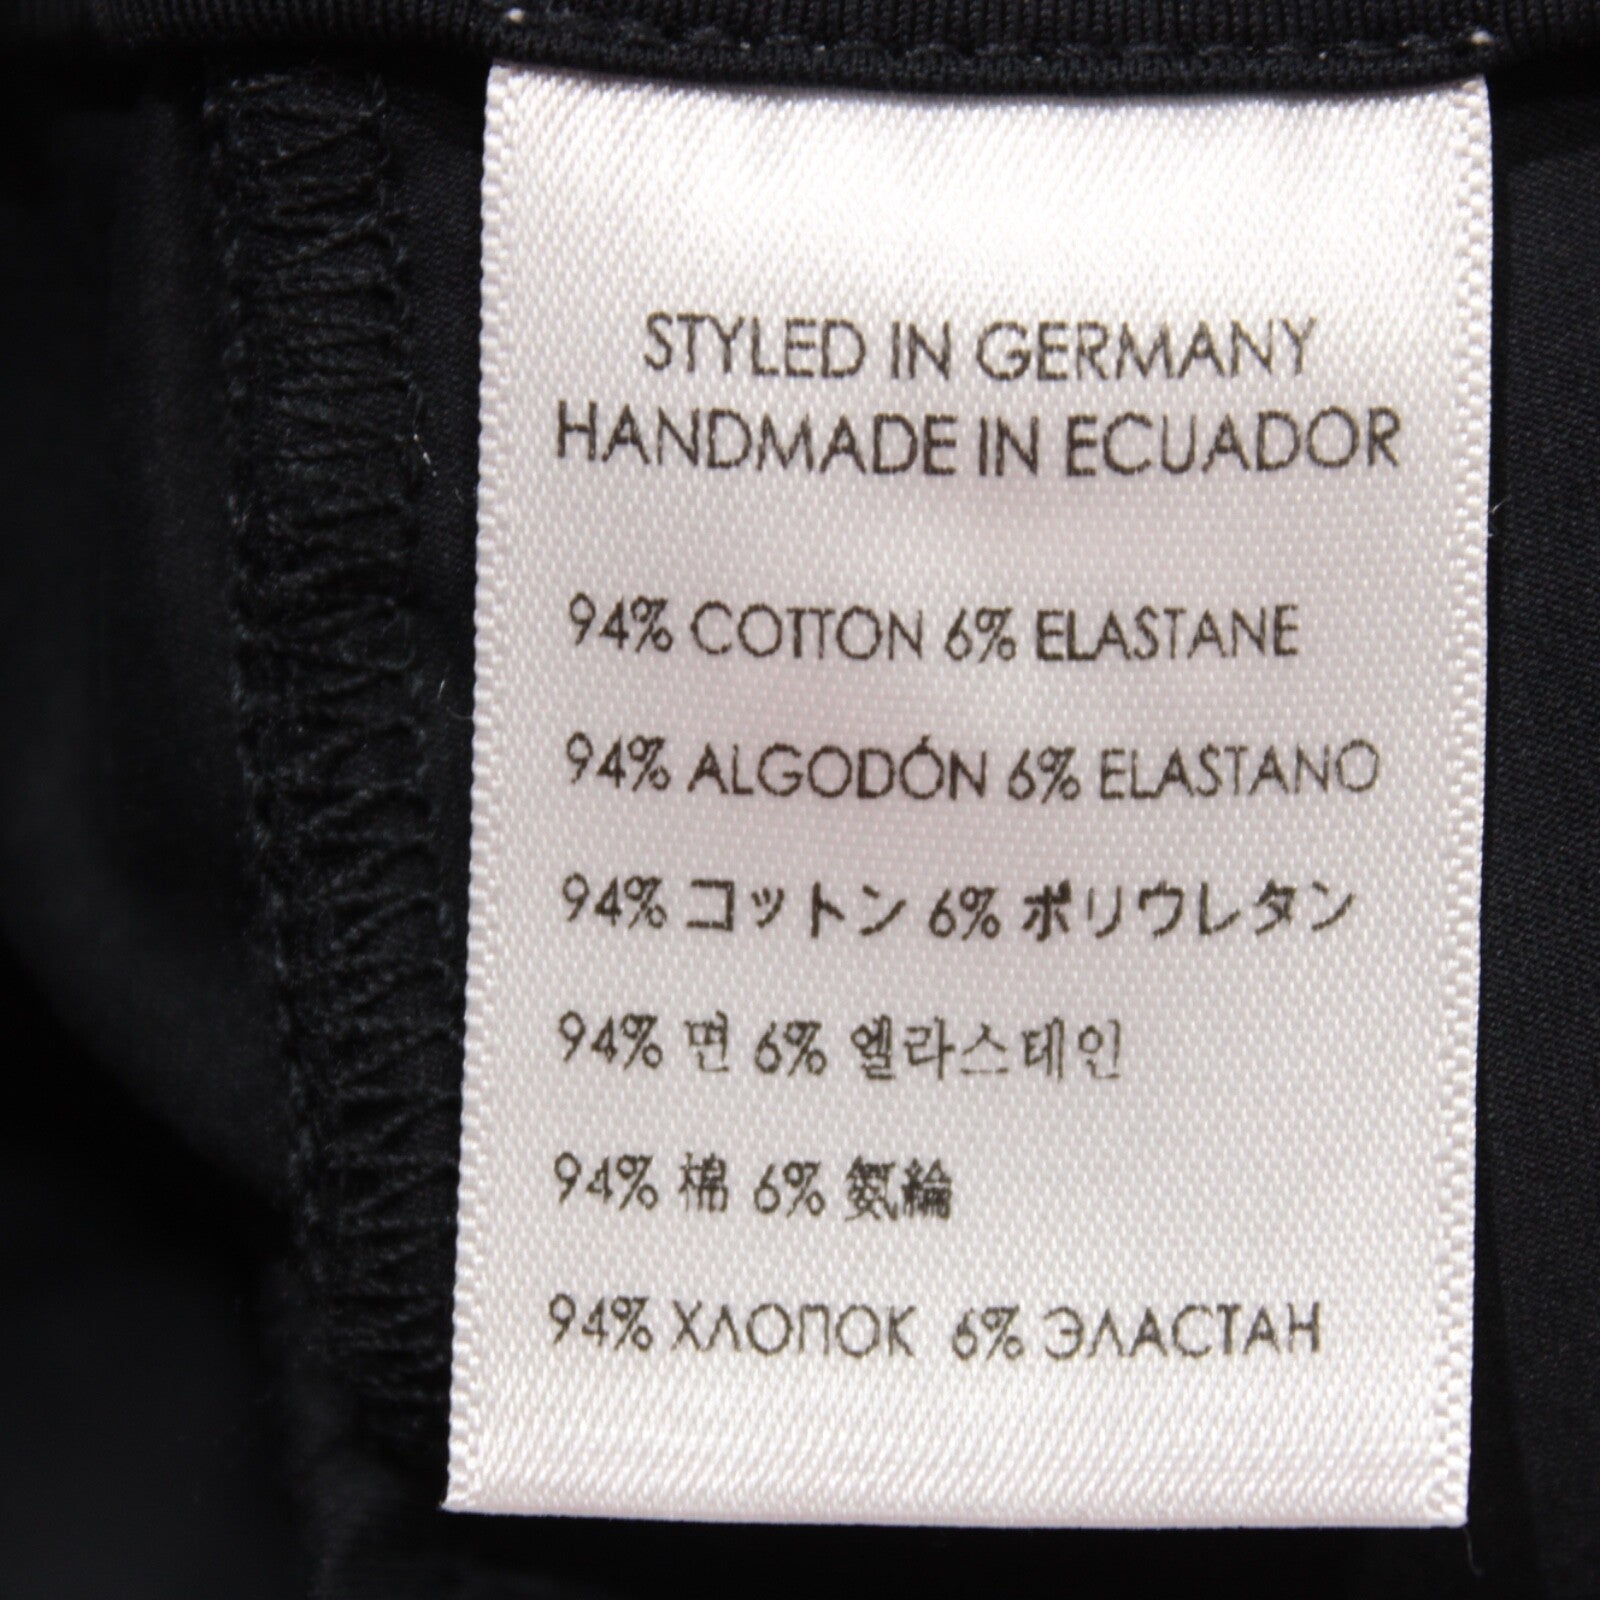 STYLED IN GERMANY
HANDMADE IN ECUADOR
94% COTTON 6% ELASTANE
94% ALGODÓN 6% ELASTANO
94% コットン 6% ポリウレタン
94% 면 6% 엘라스테인
94% 棉 6% 氨綸
94% ХЛОПОК 6% ЭЛАСТАН